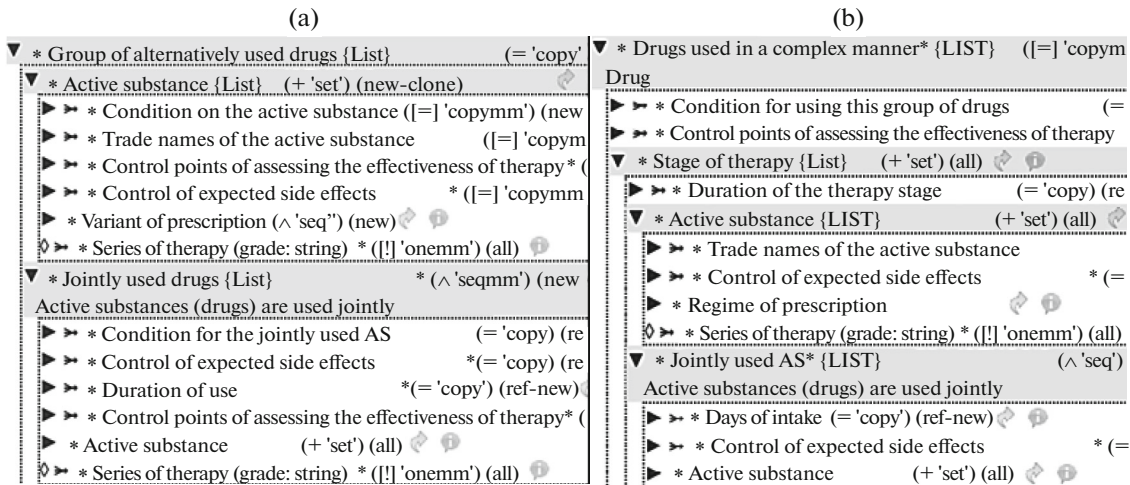 (a)
* Group of alternatively used drugs {List} (= 'copy'
* Active substance {List} (+ 'set') (new-clone)
* Condition on the active substance ([=] 'copymm') (new
* Trade names of the active substance ([=] 'copym
* Control points of assessing the effectiveness of therapy* (
* Control of expected side effects * ([=] 'copymm
* Variant of prescription (∧ 'seq'') (new)
* Series of therapy (grade: string) * ([!] 'onemm') (all)
* Jointly used drugs {List} * (∧ 'seqmm') (new
Active substances (drugs) are used jointly
* Condition for the jointly used AS (= 'copy) (re
* Control of expected side effects *(= 'copy) (re
* Duration of use *(= 'copy') (ref-new)
* Control points of assessing the effectiveness of therapy* (
* Active substance (+ 'set') (all)
* Series of therapy (grade: string) * ([!] 'onemm') (all)
(b)
* Drugs used in a complex manner* {LIST} ([=] 'copym
Drug
* Condition for using this group of drugs (=
* Control points of assessing the effectiveness of therapy
* Stage of therapy {List} (+ 'set') (all)
* Duration of the therapy stage (= 'copy) (re
* Active substance {LIST} (+ 'set') (all)
* Trade names of the active substance
* Control of expected side effects * (=
* Regime of prescription
* Series of therapy (grade: string) * ([!] 'onemm') (all)
* Jointly used AS* {LIST} (∧ 'seq')
Active substances (drugs) are used jointly
* Days of intake (= 'copy') (ref-new)
* Control of expected side effects * (=
* Active substance (+ 'set') (all)